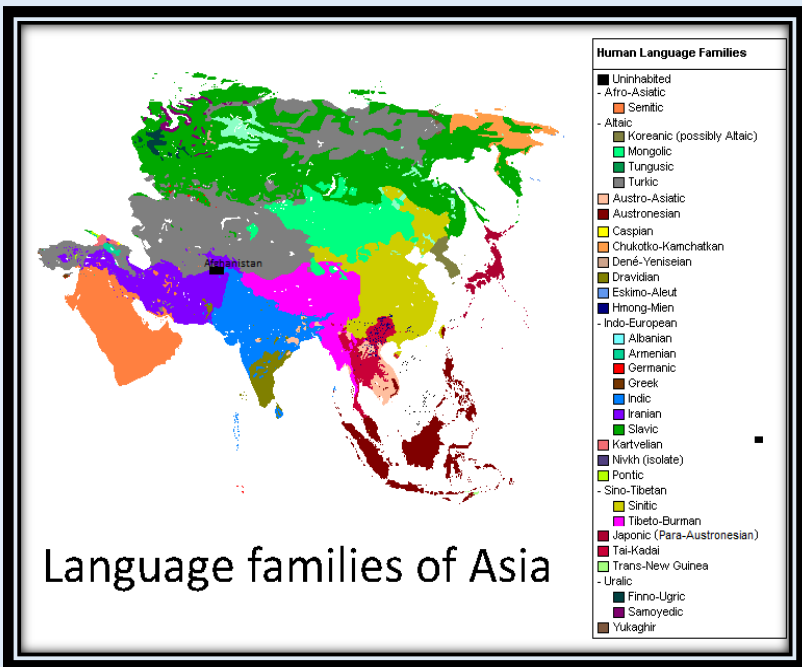 Human Language Families
Uninhabited
- Afro-Asiatic
Semitic
- Altaic
Koreanic (possibly Altaic)
Mongolic
Tungusic
Turkic
Austro-Asiatic
Austronesian
Caspian
Chukotko-Kamchatkan
Dené-Yeniseian
Dravidian
Eskimo-Aleut
Hmong-Mien
- Indo-European
Albanian
Armenian
Germanic
Greek
Indic
Iranian
Slavic
Kartvelian
Nivkh (isolate)
Pontic
- Sino-Tibetan
Sinitic
Tibeto-Burman
Japonic (Para-Austronesian)
Tai-Kadai
Trans-New Guinea
- Uralic
Finno-Ugric
Samoyedic
Yukaghir
Afghanistan
Language families of Asia